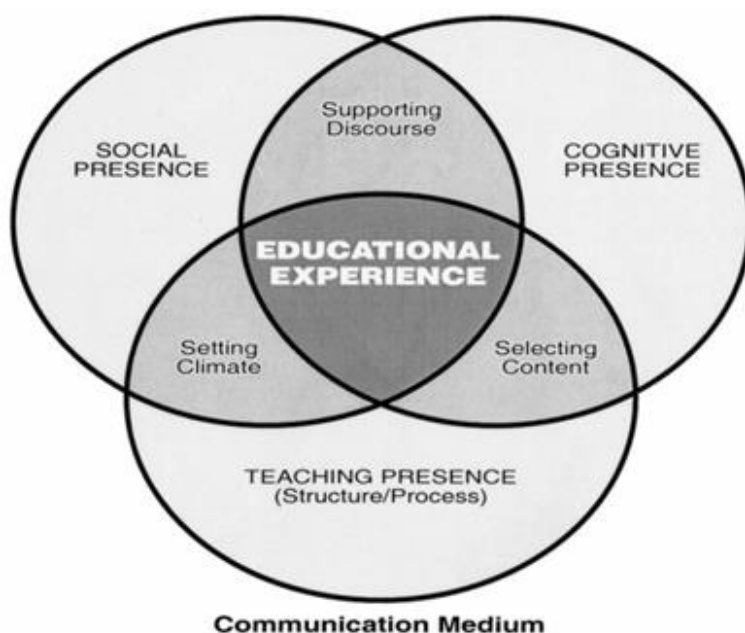 Supporting
Discourse
SOCIAL
PRESENCE
COGNITIVE
PRESENCE
EDUCATIONAL
EXPERIENCE
Setting
Climate
Selecting
Content
TEACHING PRESENCE
(Structure/Process)
Communication Medium